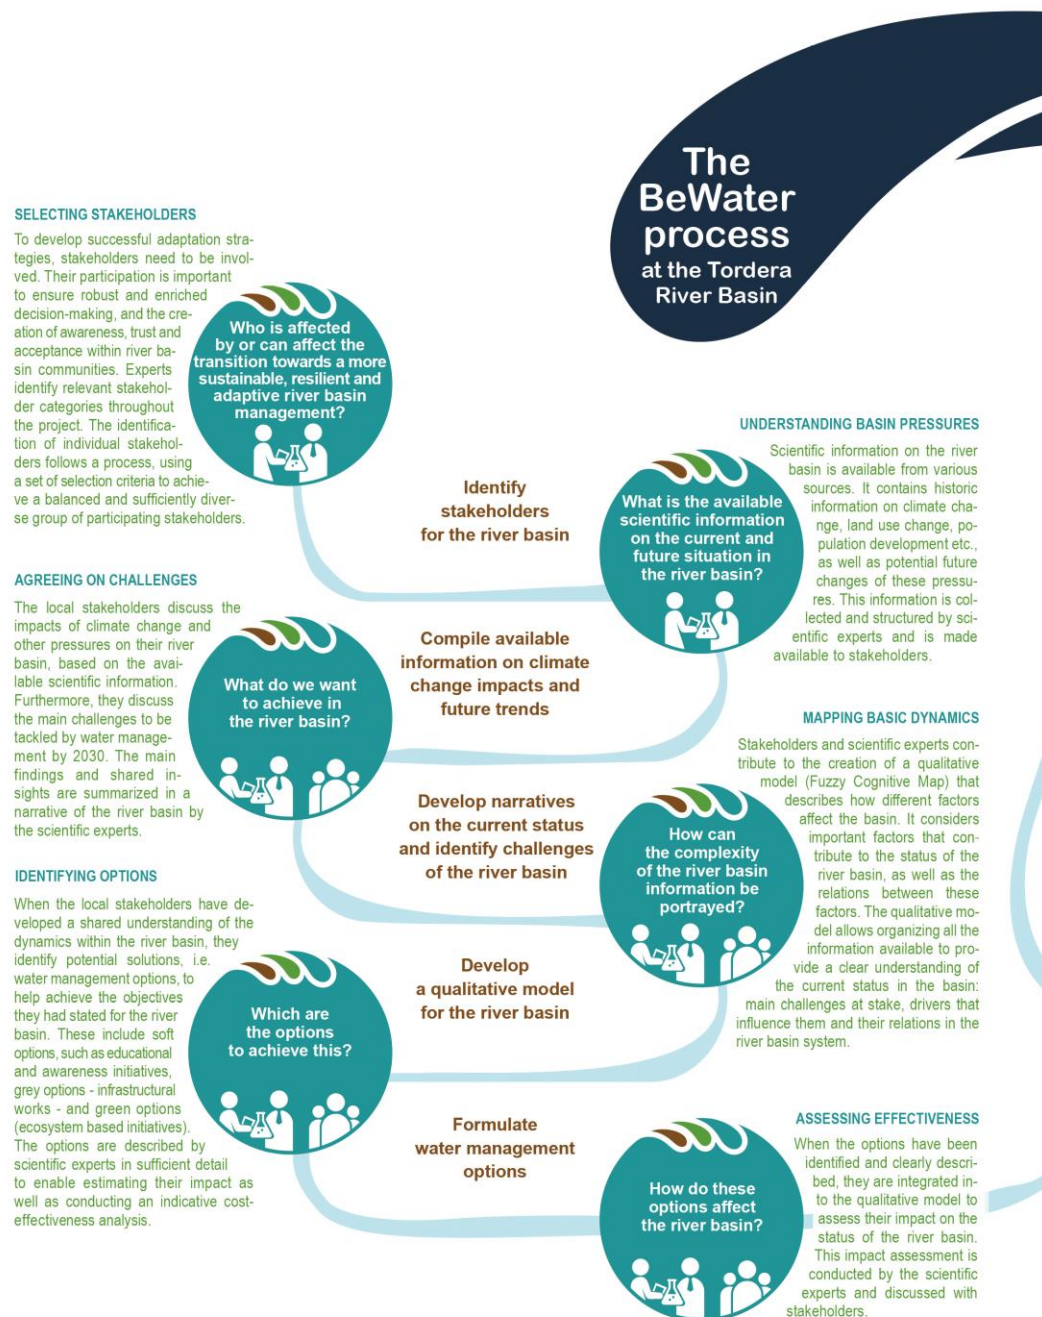 The
BeWater
process
at the Tordera
River Basin
SELECTING STAKEHOLDERS
To develop successful adaptation stra-
tegies, stakeholders need to be invol-
ved. Their participation is important
to ensure robust and enriched
decision-making, and the cre-
ation of awareness, trust and
acceptance within river ba-
sin communities. Experts
identify relevant stakehol-
der categories throughout
the project. The identifica-
tion of individual stakehol-
ders follows a process, using
a set of selection criteria to achie-
ve a balanced and sufficiently diver-
se group of participating stakeholders.
Who is affected
by or can affect the
transition towards a more
sustainable, resilient and
adaptive river basin
management?
Identify
stakeholders
for the river basin
UNDERSTANDING BASIN PRESSURES
Scientific information on the river
basin is available from various
sources. It contains historic
information on climate cha-
nge, land use change, po-
pulation development etc.,
as well as potential future
changes of these pressu-
res. This information is col-
lected and structured by sci-
entific experts and is made
available to stakeholders.
What is the available
scientific information
on the current and
future situation in
the river basin?
Compile available
information on climate
change impacts and
future trends
AGREEING ON CHALLENGES
The local stakeholders discuss the
impacts of climate change and
other pressures on their river
basin, based on the avai-
lable scientific information.
Furthermore, they discuss
the main challenges to be
tackled by water manage-
ment by 2030. The main
findings and shared in-
sights are summarized in a
narrative of the river basin by
the scientific experts.
What do we want
to achieve in
the river basin?
Develop narratives
on the current status
and identify challenges
of the river basin
MAPPING BASIC DYNAMICS
Stakeholders and scientific experts con-
tribute to the creation of a qualitative
model (Fuzzy Cognitive Map) that
describes how different factors
affect the basin. It considers
important factors that con-
tribute to the status of the
river basin, as well as the
relations between these
factors. The qualitative mo-
del allows organizing all the
information available to pro-
vide a clear understanding of
the current status in the basin:
main challenges at stake, drivers that
influence them and their relations in the
river basin system.
How can
the complexity
of the river basin
information be
portrayed?
Develop
a qualitative model
for the river basin
IDENTIFYING OPTIONS
When the local stakeholders have de-
veloped a shared understanding of the
dynamics within the river basin, they
identify potential solutions, i.e.
water management options, to
help achieve the objectives
they had stated for the river
basin. These include soft
options, such as educational
and awareness initiatives,
grey options - infrastructural
works - and green options
(ecosystem based initiatives).
The options are described by
scientific experts in sufficient detail
to enable estimating their impact as
well as conducting an indicative cost-
effectiveness analysis.
Which are
the options
to achieve this?
Formulate
water management
options
ASSESSING EFFECTIVENESS
When the options have been
identified and clearly descri-
bed, they are integrated in-
to the qualitative model to
assess their impact on the
status of the river basin.
This impact assessment is
conducted by the scientific
experts and discussed with
stakeholders.
How do these
options affect
the river basin?